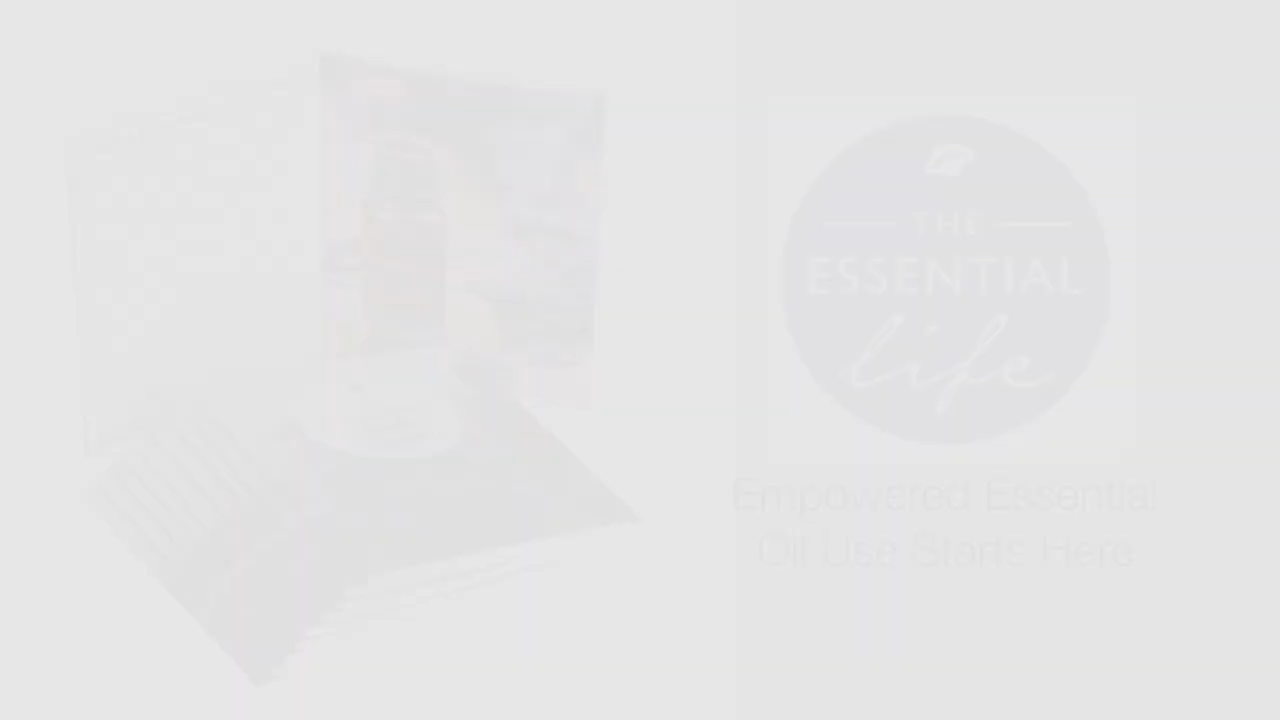 THE
ESSENTIAL
life
Empowered Essential
Oil Use Starts Here